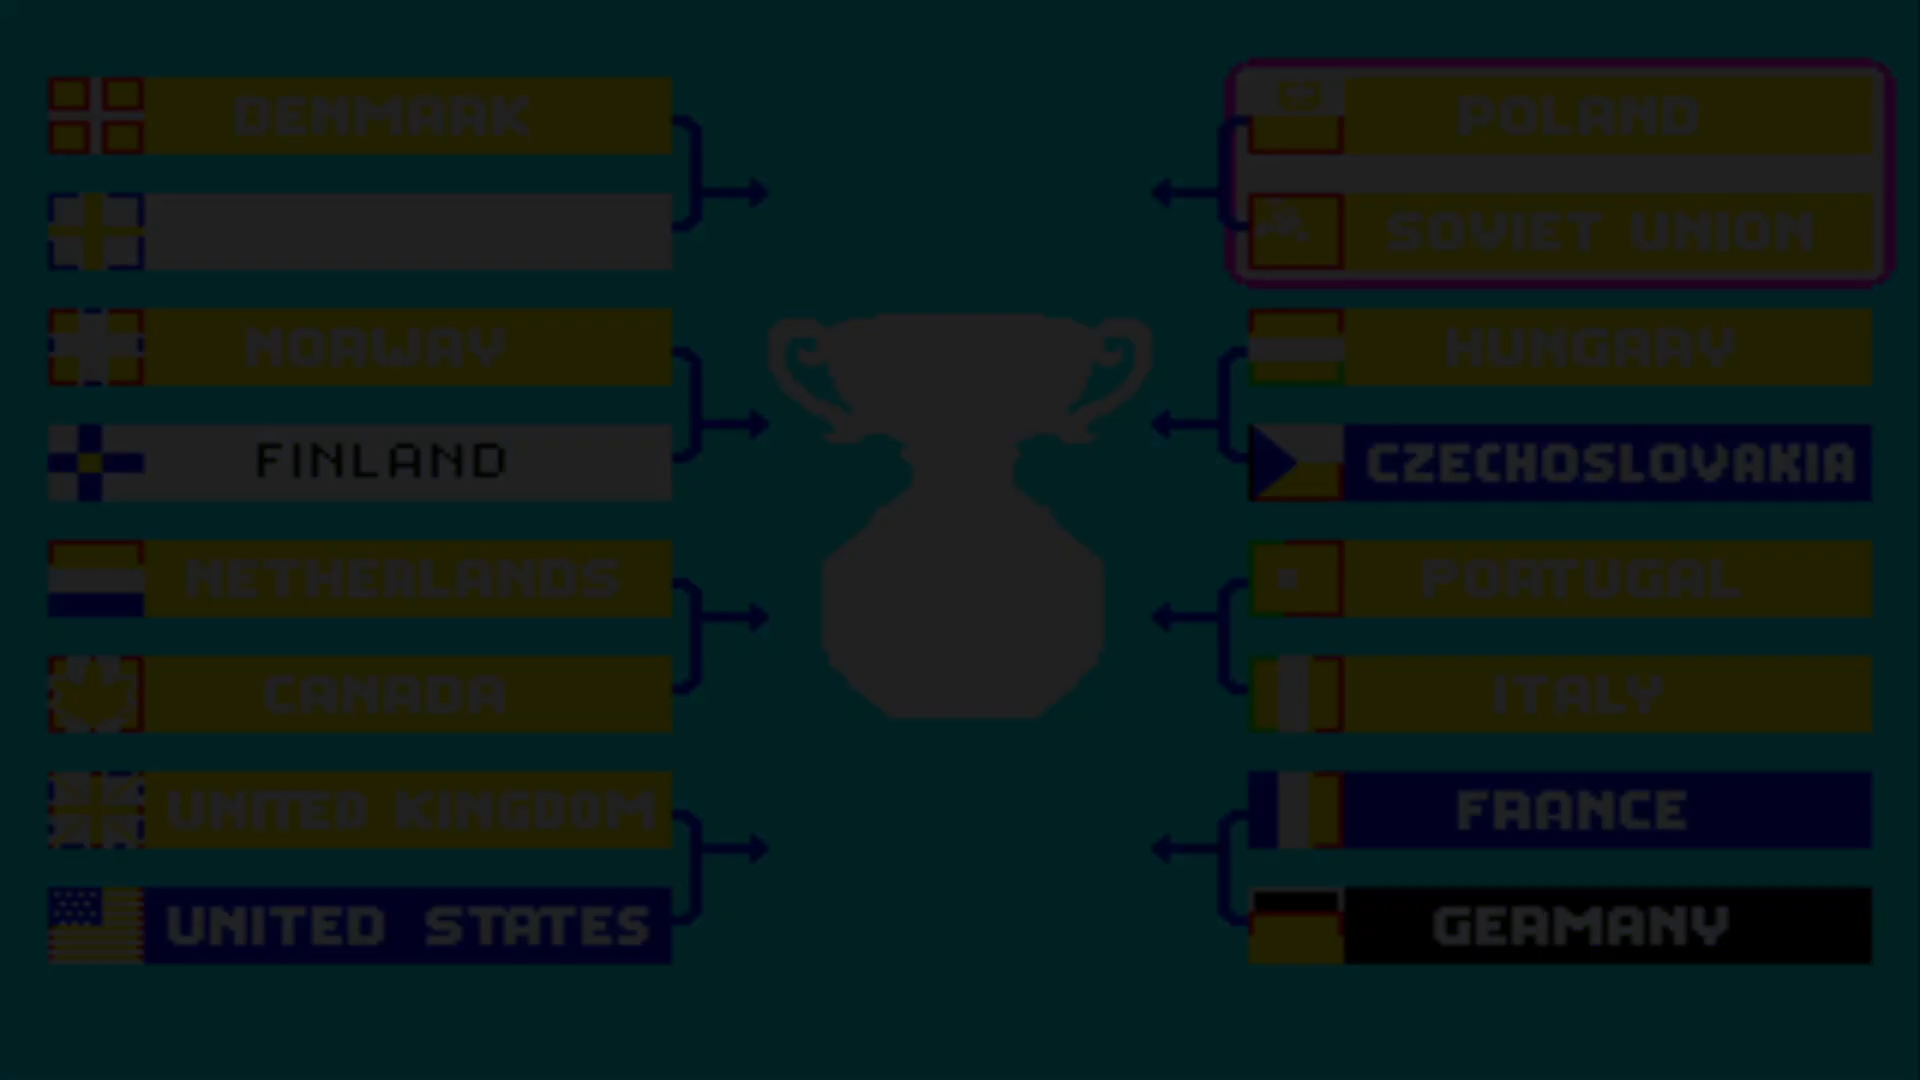 DENMARK
NORWAY
FINLAND
NETHERLANDS
CANADA
UNITED KINGDOM
UNITED STATES
POLAND
SOVIET UNION
HUNGARY
CZECHOSLOVAKIA
PORTUGAL
ITALY
FRANCE
GERMANY